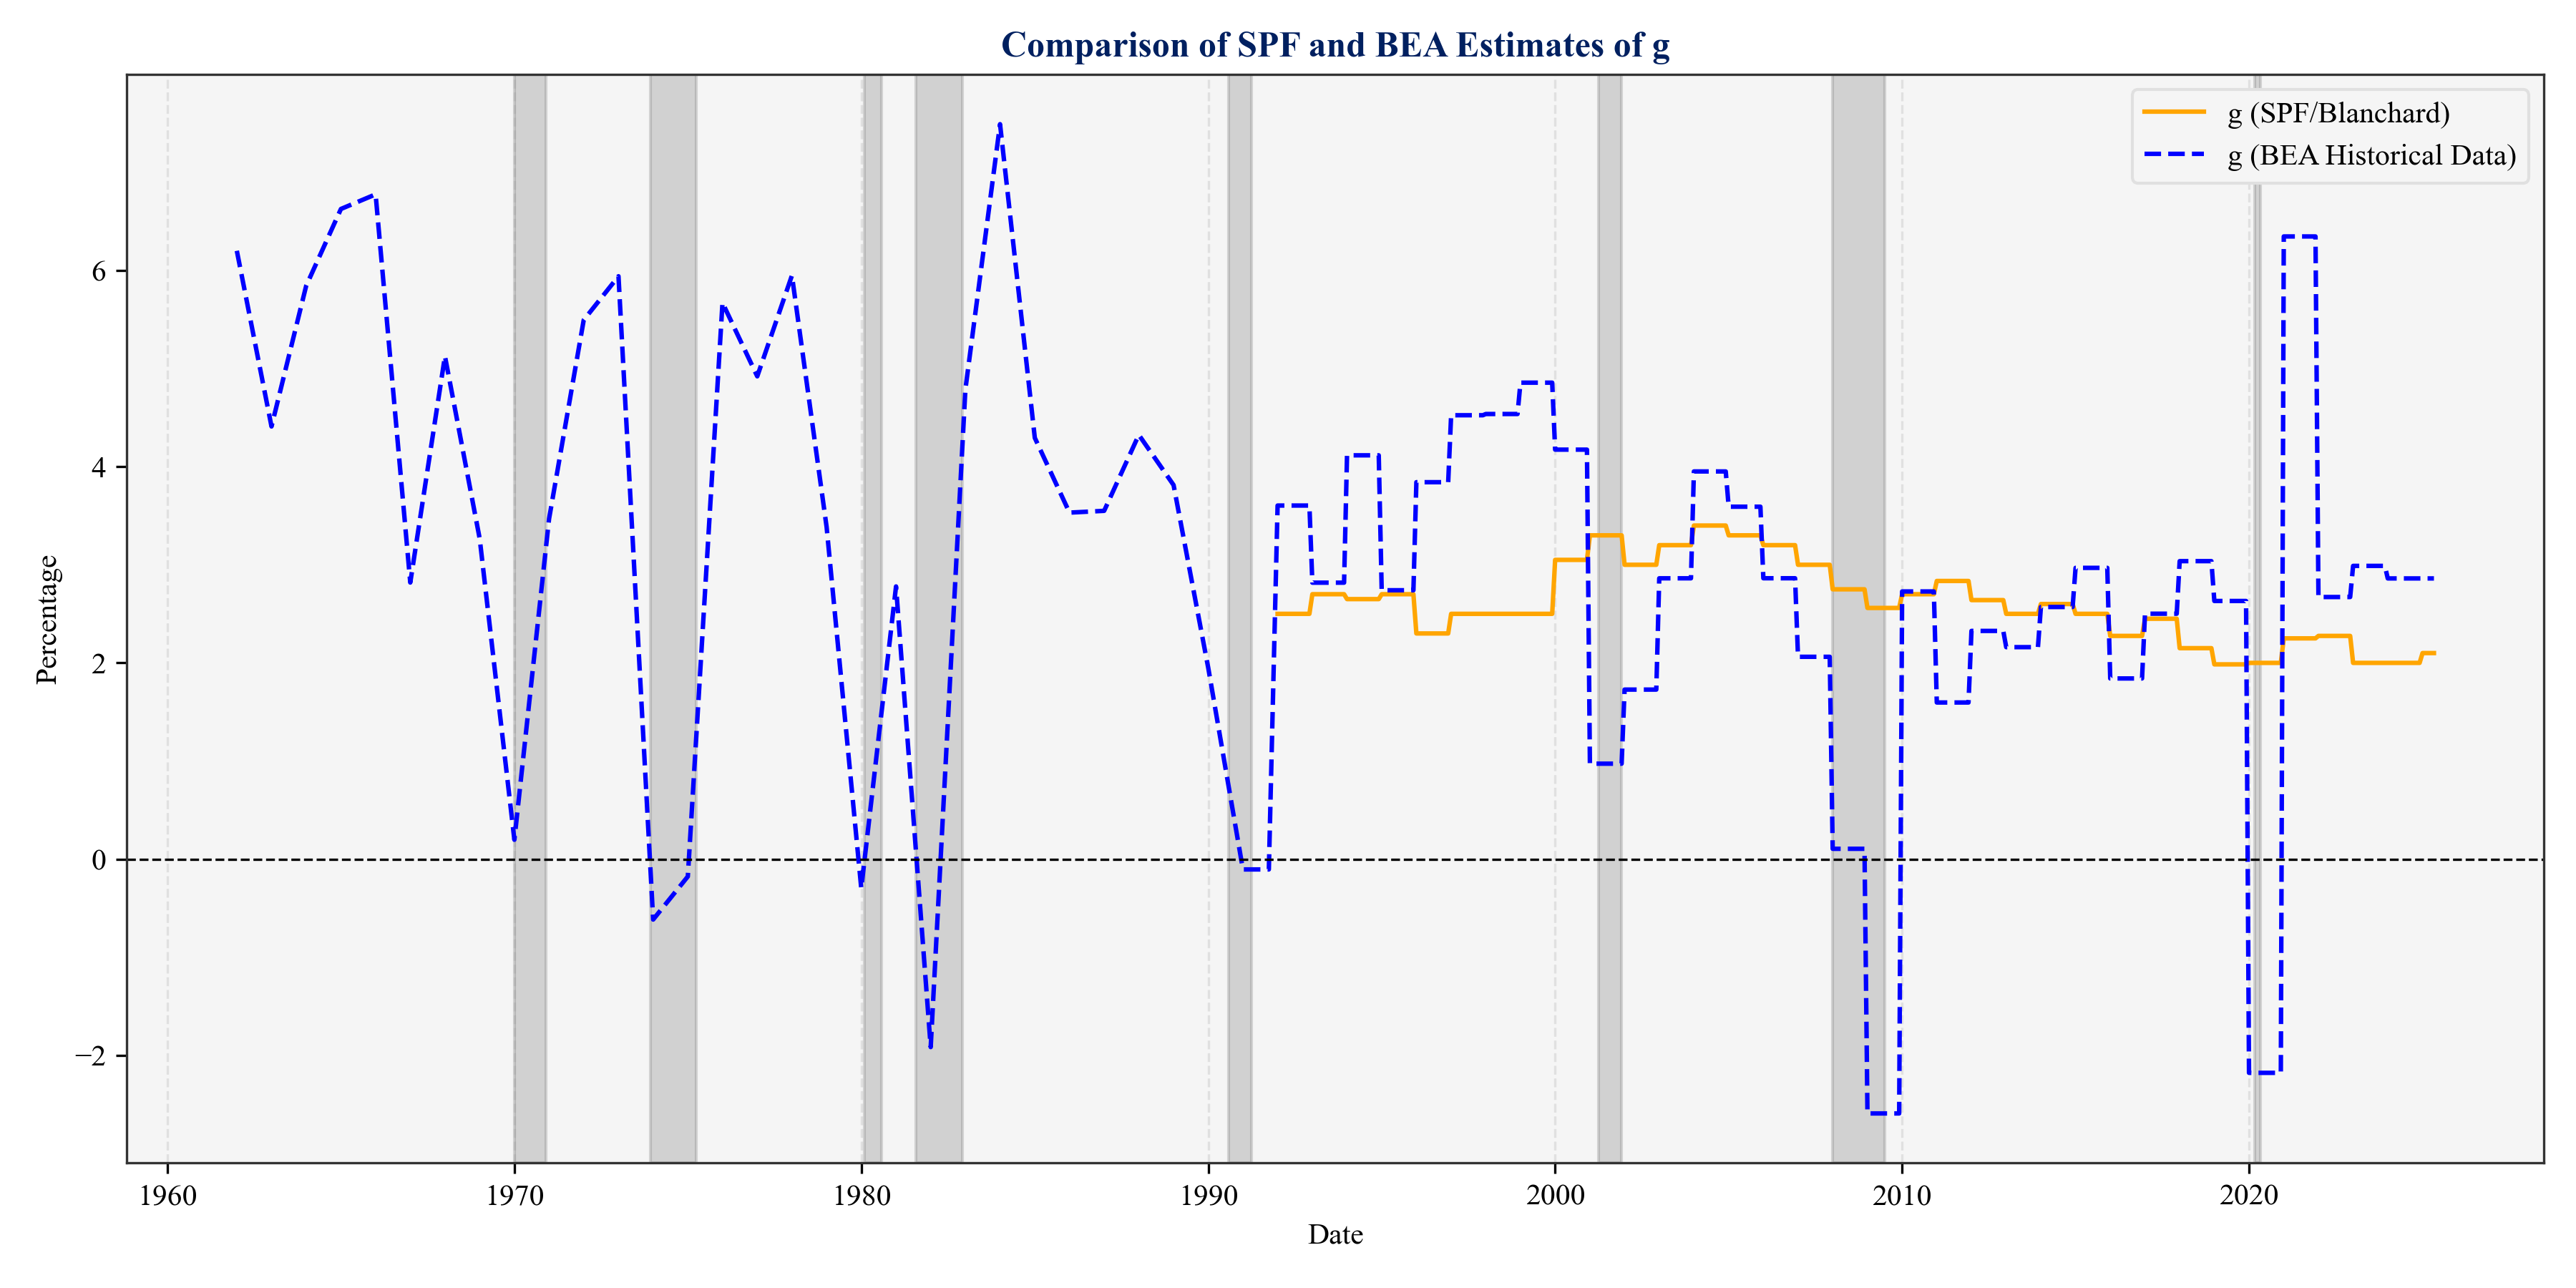 Comparison of SPF and BEA Estimates of g
g (SPF/Blanchard)
g (BEA Historical Data)
Percentage
6
4
2
0
−2
1960 1970 1980 1990 2000 2010 2020
Date